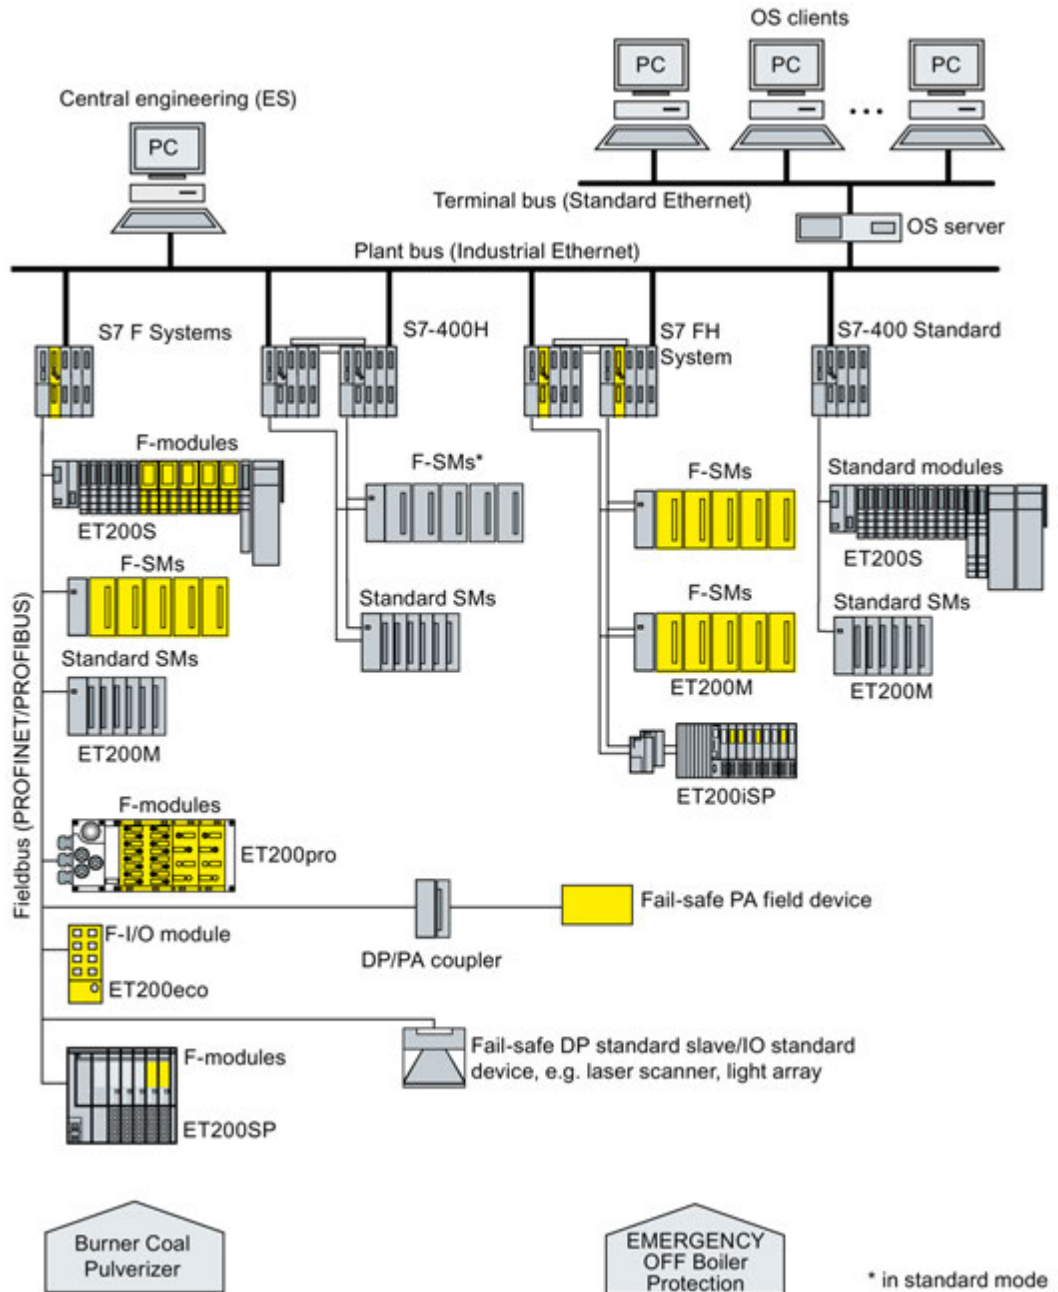 OS clients
PC
PC
PC
Central engineering (ES)
PC
Terminal bus (Standard Ethernet)
OS server
Plant bus (Industrial Ethernet)
S7 F Systems
S7-400H
S7 FH
System
S7-400 Standard
F-modules
ET200S
F-SMs*
F-SMs
Standard modules
ET200S
F-SMs
Standard SMs
F-SMs
ET200M
Standard SMs
ET200M
Standard SMs
ET200M
ET200iSP
Fieldbus (PROFINET/PROFIBUS)
F-modules
ET200pro
DP/PA coupler
Fail-safe PA field device
F-I/O module
ET200eco
Fail-safe DP standard slave/IO standard
device, e.g. laser scanner, light array
F-modules
ET200SP
Burner Coal
Pulverizer
EMERGENCY
OFF Boiler
Protection
* in standard mode